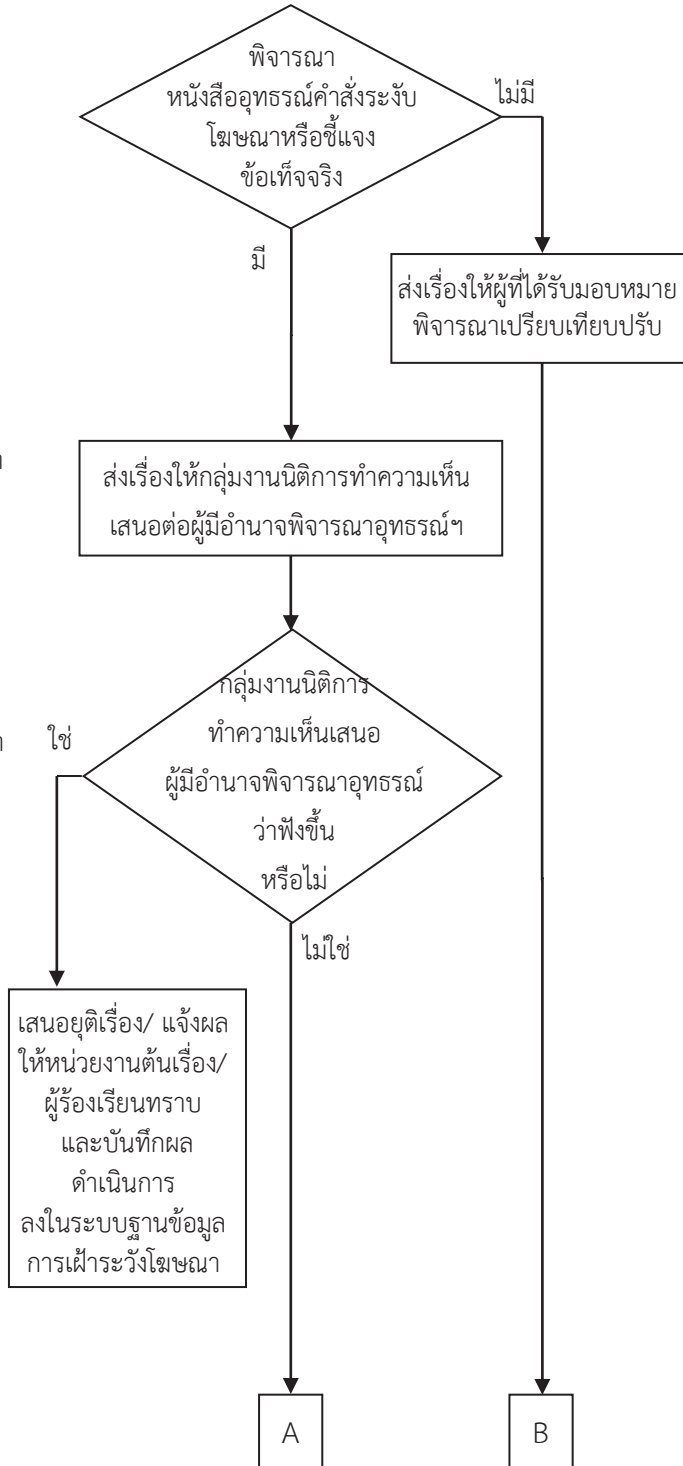 พิจารณา
หนังสืออุทธรณ์คำสั่งระงับ
โฆษณาหรือชี้แจง
ข้อเท็จจริง
ไม่มี
มี
ส่งเรื่องให้ผู้ที่ได้รับมอบหมาย
พิจารณาเปรียบเทียบปรับ
ส่งเรื่องให้กลุ่มงานนิติการทำความเห็น
เสนอต่อผู้มีอำนาจพิจารณาอุทธรณ์ฯ
กลุ่มงานนิติการ
ทำความเห็นเสนอ
ผู้มีอำนาจพิจารณาอุทธรณ์
ว่าฟังขึ้น
หรือไม่
ใช่
ไม่ใช่
เสนอยุติเรื่อง/ แจ้งผล
ให้หน่วยงานต้นเรื่อง/
ผู้ร้องเรียนทราบ
และบันทึกผล
ดำเนินการ
ลงในระบบฐานข้อมูล
การเฝ้าระวังโฆษณา
A
B